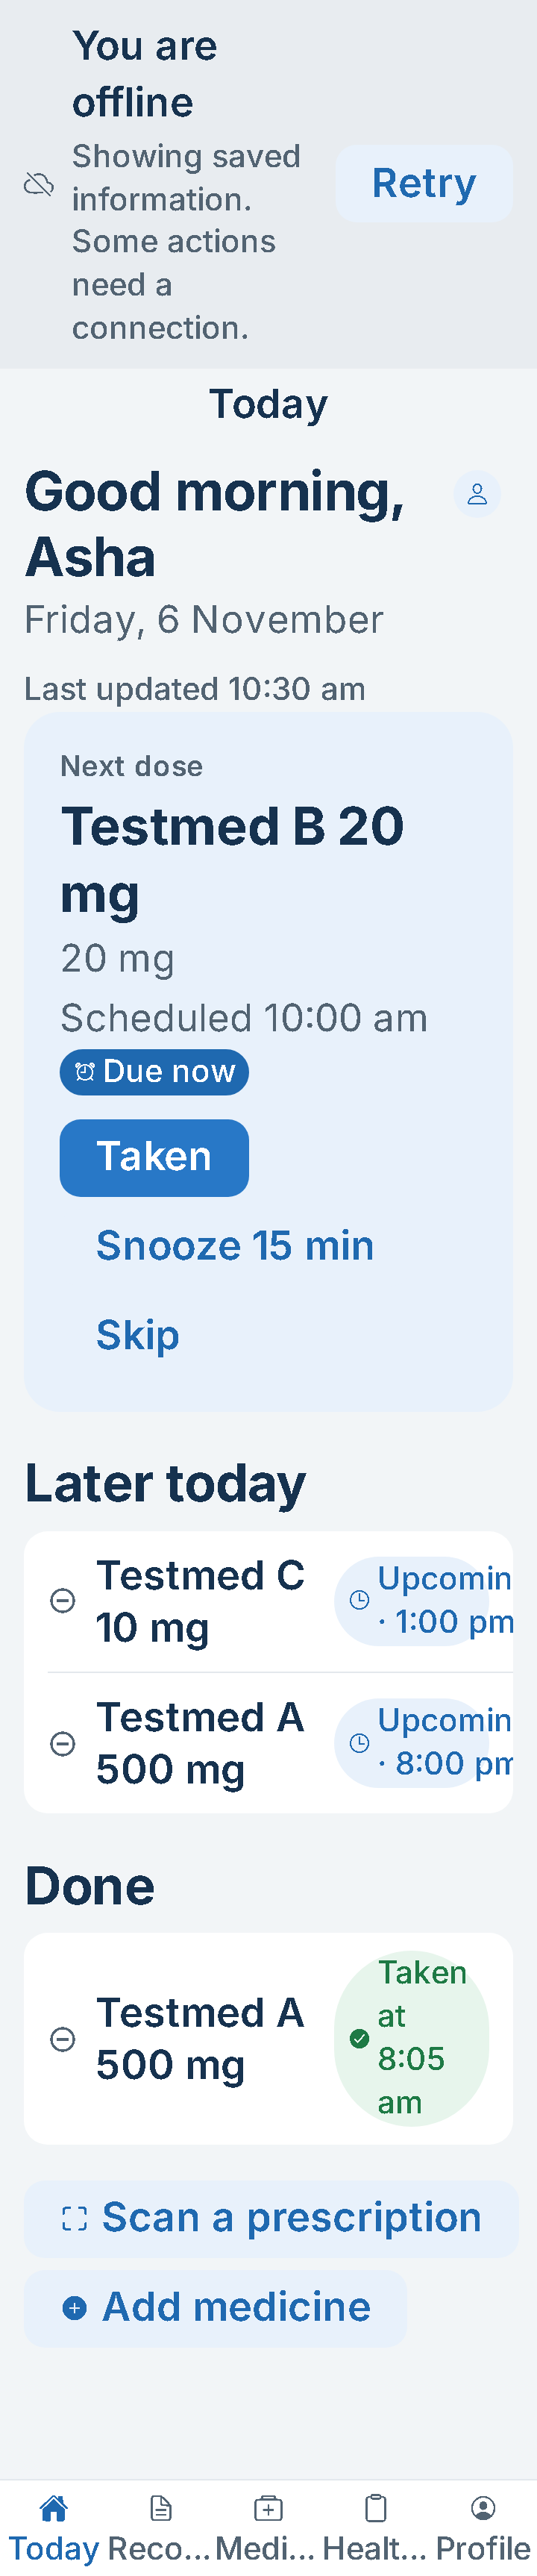 You are
offline
Showing saved
information.
Some actions
need a
connection.
Retry
Today
Good morning,
Asha
Friday, 6 November
Last updated 10:30 am
Next dose
Testmed B 20
mg
20 mg
Scheduled 10:00 am
Due now
Taken
Snooze 15 min
Skip
Later today
Testmed C
10 mg
Upcomin
· 1:00 pm
Testmed A
500 mg
Upcomin
· 8:00 pm
Done
Testmed A
500 mg
Taken
at
8:05
am
Scan a prescription
Add medicine
Today
Reco...
Medi...
Healt...
Profile